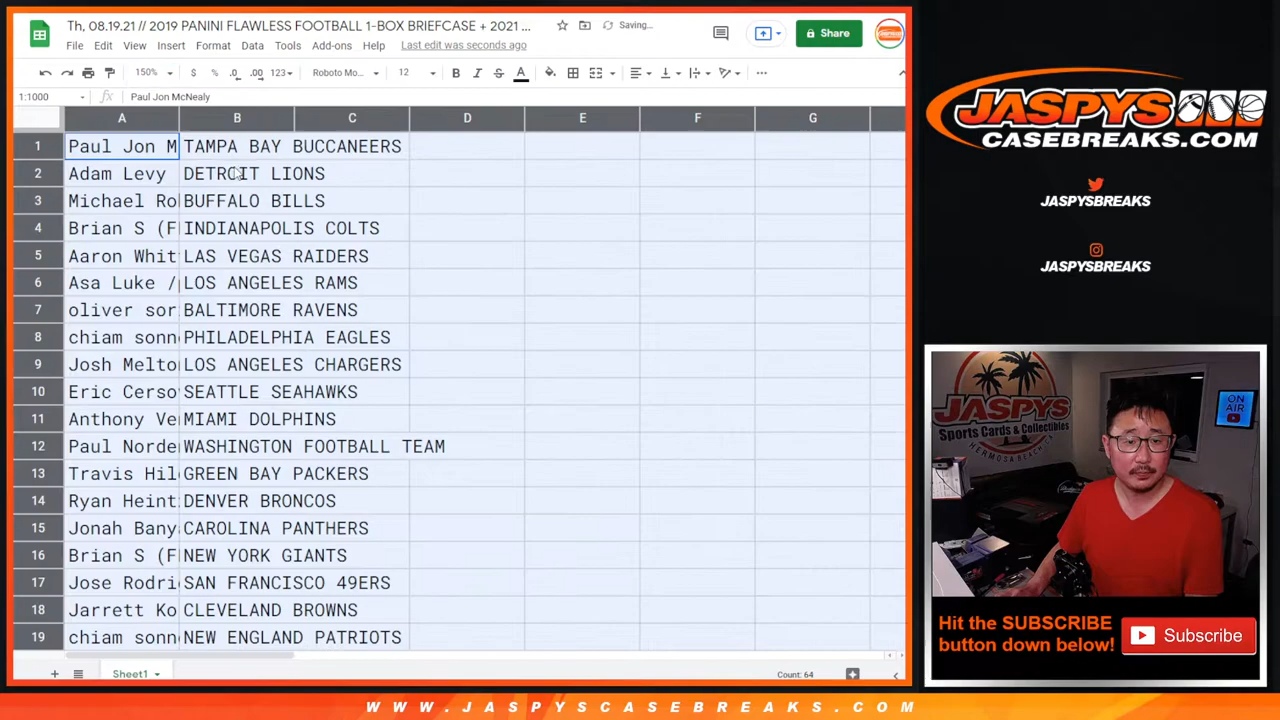 Th, 08.19.21 // 2019 PANINI FLAWLESS FOOTBALL 1-BOX BRIEFCASE + 2021 ...
Saving...
Share
File Edit View Insert Format Data Tools Add-ons Help Last edit was seconds ago
150% $ % .0 .00 123 Roboto Mo... 12 B I S A
1:1000 fx Paul Jon McNealy
A B C D E F G
1 Paul Jon M TAMPA BAY BUCCANEERS
2 Adam Levy DETROIT LIONS
3 Michael Ro BUFFALO BILLS
4 Brian S (F INDIANAPOLIS COLTS
5 Aaron Whit LAS VEGAS RAIDERS
6 Asa Luke / LOS ANGELES RAMS
7 oliver sor BALTIMORE RAVENS
8 chiam sonn PHILADELPHIA EAGLES
9 Josh Melto LOS ANGELES CHARGERS
10 Eric Cerso SEATTLE SEAHAWKS
11 Anthony Ve MIAMI DOLPHINS
12 Paul Norde WASHINGTON FOOTBALL TEAM
13 Travis Hil GREEN BAY PACKERS
14 Ryan Heint DENVER BRONCOS
15 Jonah Bany CAROLINA PANTHERS
16 Brian S (F NEW YORK GIANTS
17 Jose Rodri SAN FRANCISCO 49ERS
18 Jarrett Ko CLEVELAND BROWNS
19 chiam sonn NEW ENGLAND PATRIOTS
Sheet1
Count: 64
JASPYS
CASEBREAKS.COM
JASPYSBREAKS
JASPYSBREAKS
JASPYS
Sports Cards & Collectibles
HERMOSA BEACH
ON
AIR
Hit the SUBSCRIBE
button down below!
Subscribe
WWW.JASPYSCASEBREAKS.COM